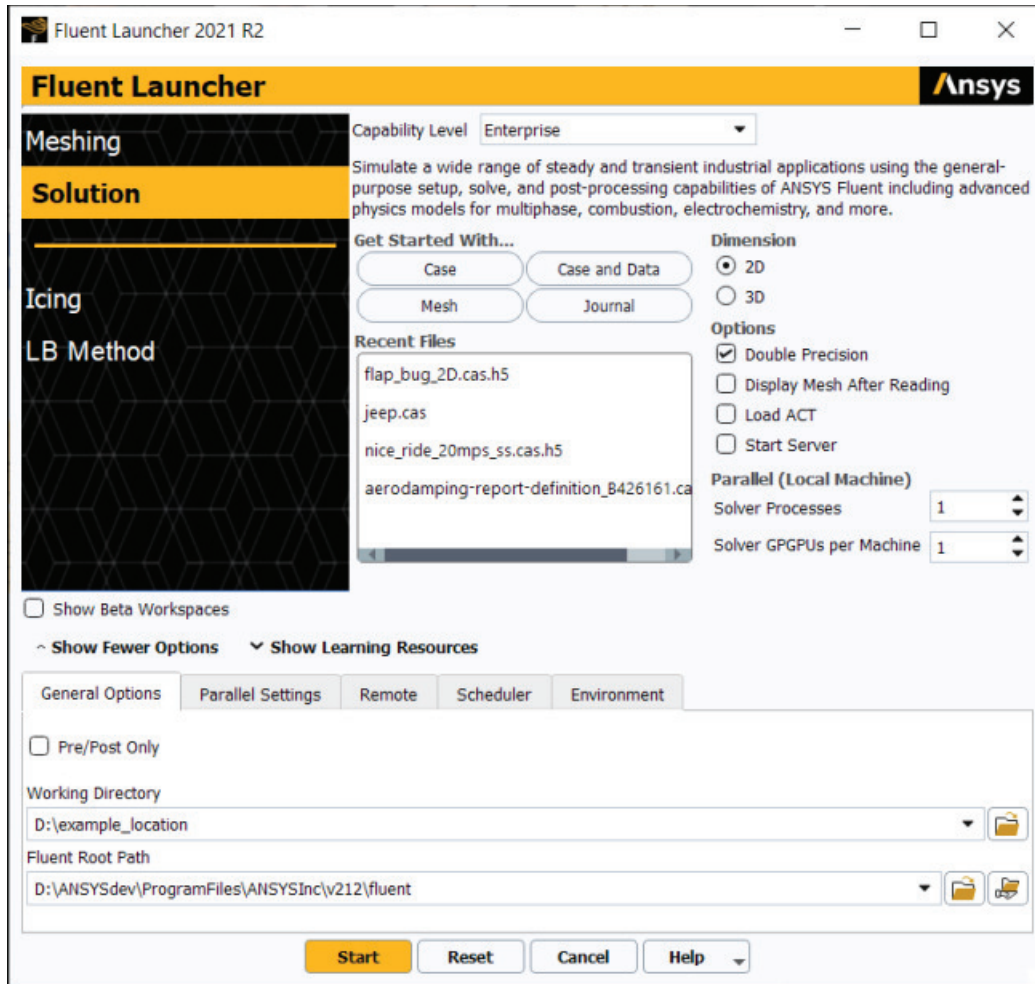 Fluent Launcher 2021 R2
Fluent Launcher
Ansys
Meshing
Solution
Icing
LB Method
Capability Level Enterprise
Simulate a wide range of steady and transient industrial applications using the general-
purpose setup, solve, and post-processing capabilities of ANSYS Fluent including advanced
physics models for multiphase, combustion, electrochemistry, and more.
Get Started With...
Case
Case and Data
Mesh
Journal
Recent Files
flap_bug_2D.cas.h5
jeep.cas
nice_ride_20mps_ss.cas.h5
aerodamping-report-definition_B426161.ca
Dimension
2D
3D
Options
Double Precision
Display Mesh After Reading
Load ACT
Start Server
Parallel (Local Machine)
Solver Processes 1
Solver GPGPUs per Machine 1
Show Beta Workspaces
Show Fewer Options Show Learning Resources
General Options Parallel Settings Remote Scheduler Environment
Pre/Post Only
Working Directory
D:\example_location
Fluent Root Path
D:\ANSYSdev\ProgramFiles\ANSYSInc\v212\fluent
Start Reset Cancel Help